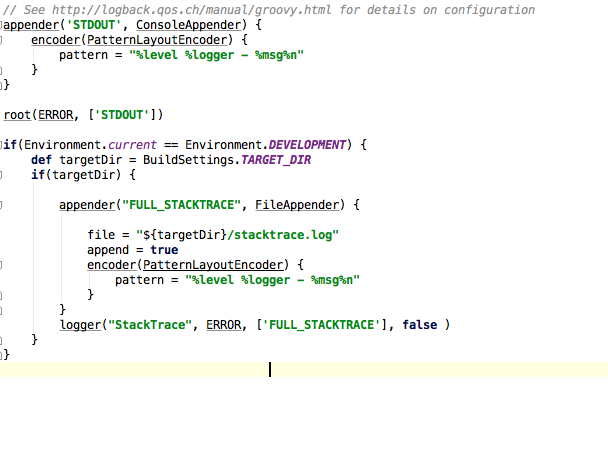 // See http://logback.qos.ch/manual/groovy.html for details on configuration
appender('STDOUT', ConsoleAppender) {
    encoder(PatternLayoutEncoder) {
        pattern = "%level %logger - %msg%n"
    }
}

root(ERROR, ['STDOUT'])

if(Environment.current == Environment.DEVELOPMENT) {
    def targetDir = BuildSettings.TARGET_DIR
    if(targetDir) {

        appender("FULL_STACKTRACE", FileAppender) {

            file = "${targetDir}/stacktrace.log"
            append = true
            encoder(PatternLayoutEncoder) {
                pattern = "%level %logger - %msg%n"
            }
        }
        logger("StackTrace", ERROR, ['FULL_STACKTRACE'], false )
    }
}